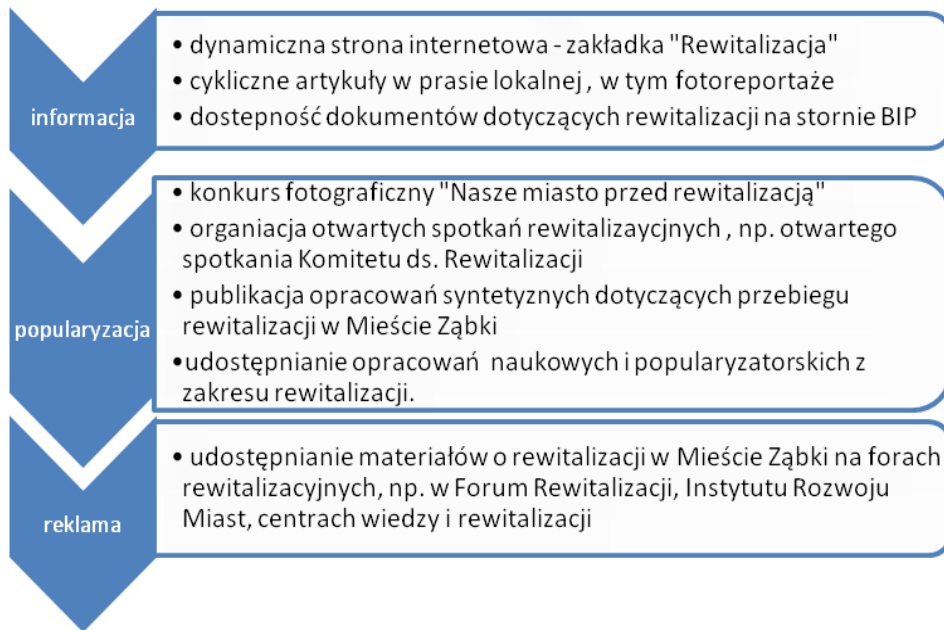 informacja
• dynamiczna strona internetowa - zakładka "Rewitalizacja"
• cykliczne artykuły w prasie lokalnej , w tym fotoreportaże
• dostepność dokumentów dotyczących rewitalizacji na stornie BIP
popularyzacja
• konkurs fotograficzny "Nasze miasto przed rewitalizacją"
• organiacja otwartych spotkań rewitalizaycjnych , np. otwartego
spotkania Komitetu ds. Rewitalizacji
• publikacja opracowań syntetyznych dotyczących przebiegu
rewitalizacji w Mieście Ząbki
•udostępnianie opracowań naukowych i popularyzatorskich z
zakresu rewitalizacji.
reklama
• udostępnianie materiałów o rewitalizacji w Mieście Ząbki na forach
rewitalizacyjnych, np. w Forum Rewitalizacji, Instytutu Rozwoju
Miast, centrach wiedzy i rewitalizacji